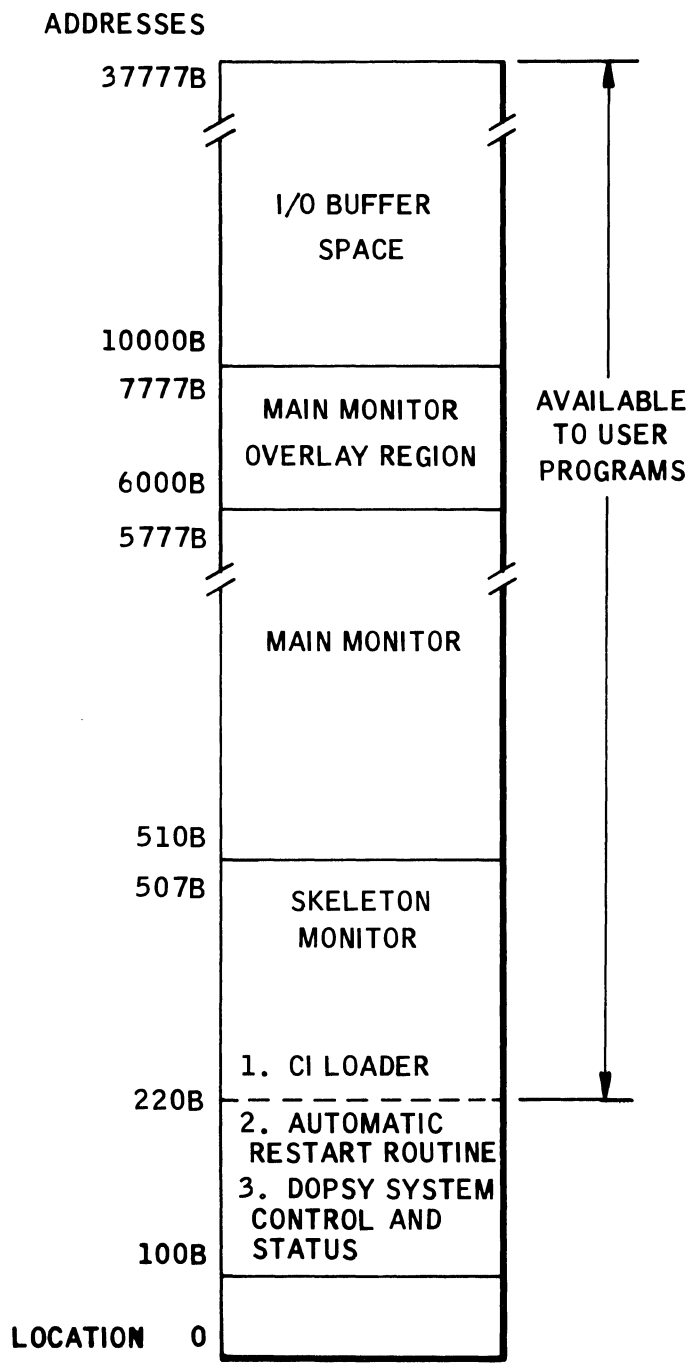 ADDRESSES
37777B
I/O BUFFER
SPACE
10000B
7777B
MAIN MONITOR
OVERLAY REGION
6000B
AVAILABLE
TO USER
PROGRAMS
5777B
MAIN MONITOR
510B
507B
SKELETON
MONITOR
1. CI LOADER
220B
2. AUTOMATIC
RESTART ROUTINE
3. DOPSY SYSTEM
CONTROL AND
STATUS
100B
LOCATION 0